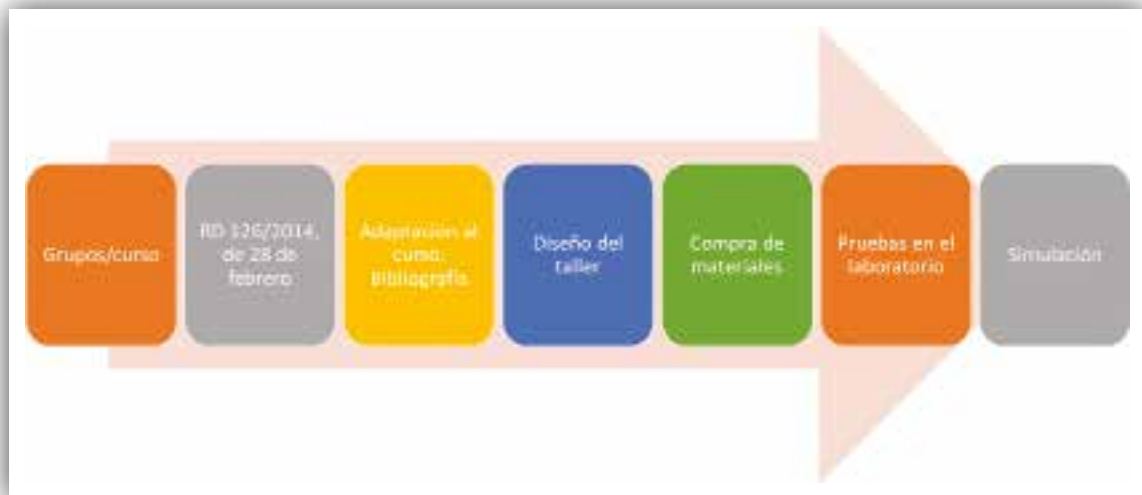 Grupos/curso
RD 126/2014,
de 28 de
febrero
Adaptación al
curso.
Bibliografía
Diseño del
taller
Compra de
materiales
Pruebas en el
laboratorio
Simulación